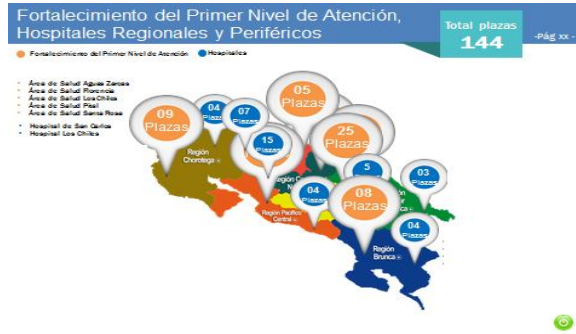 Fortalecimiento del Primer Nivel de Atención,
Hospitales Regionales y Periféricos
Total plazas
144
-Pág xx -
Fortalecimiento del Primer Nivel de Atención
Hospitales
Área de Salud Aguas Zarcas
Área de Salud Florencia
Área de Salud Los Chiles
Área de Salud Pital
Área de Salud Santa Rosa
Hospital de San Carlos
Hospital Los Chiles
09
Plazas
04
Plazas
07
Plazas
05
Plazas
15
Plazas
25
Plazas
5
03
Plazas
04
Plazas
08
Plazas
04
Plazas
Región
Chorotega
Región Pacífico
Central
Región
Brunca